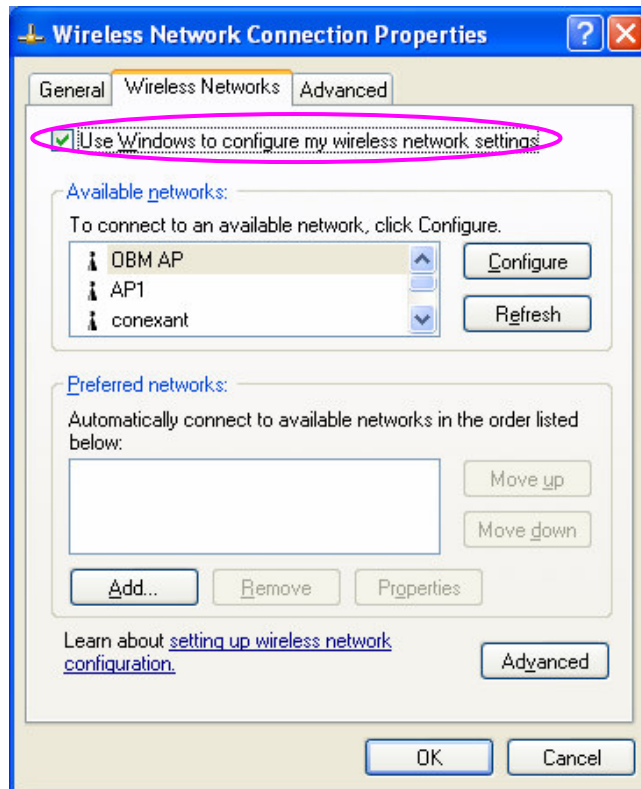 Wireless Network Connection Properties
General Wireless Networks Advanced
Use Windows to configure my wireless network settings
Available networks:
To connect to an available network, click Configure.
OBM AP
AP1
conexant
Configure
Refresh
Preferred networks:
Automatically connect to available networks in the order listed
below:
Move up
Move down
Add... Remove Properties
Learn about setting up wireless network
configuration.
Advanced
OK Cancel